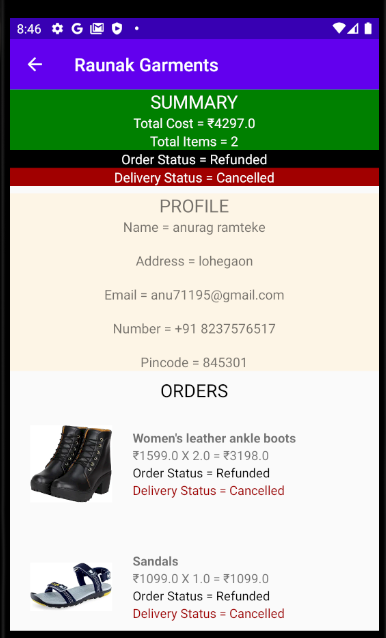 8:46
Raunak Garments
SUMMARY
Total Cost = ₹4297.0
Total Items = 2
Order Status = Refunded
Delivery Status = Cancelled
PROFILE
Name = anurag ramteke
Address = lohegaon
Email = anu71195@gmail.com
Number = +91 8237576517
Pincode = 845301
ORDERS
Women's leather ankle boots
₹1599.0 X 2.0 = ₹3198.0
Order Status = Refunded
Delivery Status = Cancelled
Sandals
₹1099.0 X 1.0 = ₹1099.0
Order Status = Refunded
Delivery Status = Cancelled